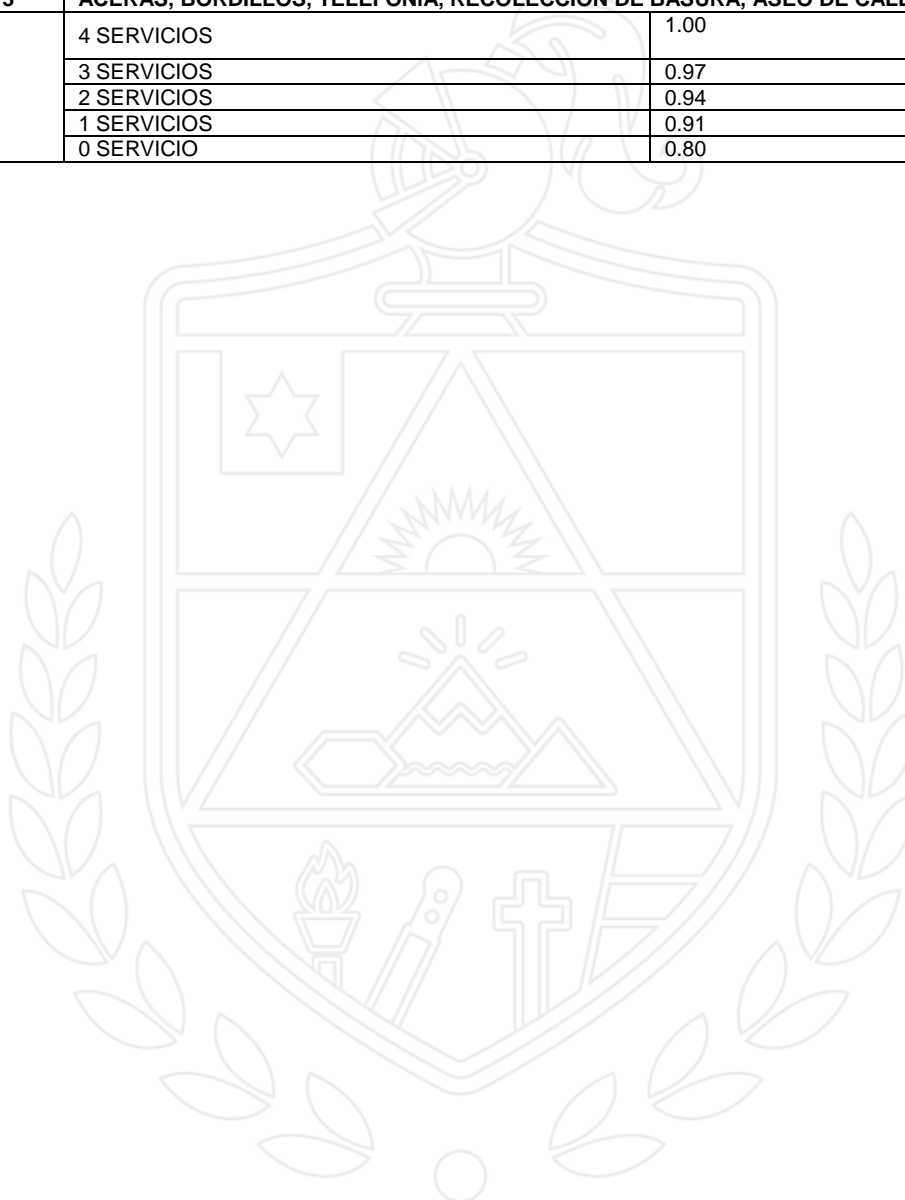 ACERAS, BORDILLOS, TELEFONIA, RECOLECCION DE BASURA, ASEO DE
4 SERVICIOS 1.00
3 SERVICIOS 0.97
2 SERVICIOS 0.94
1 SERVICIOS 0.91
0 SERVICIO 0.80